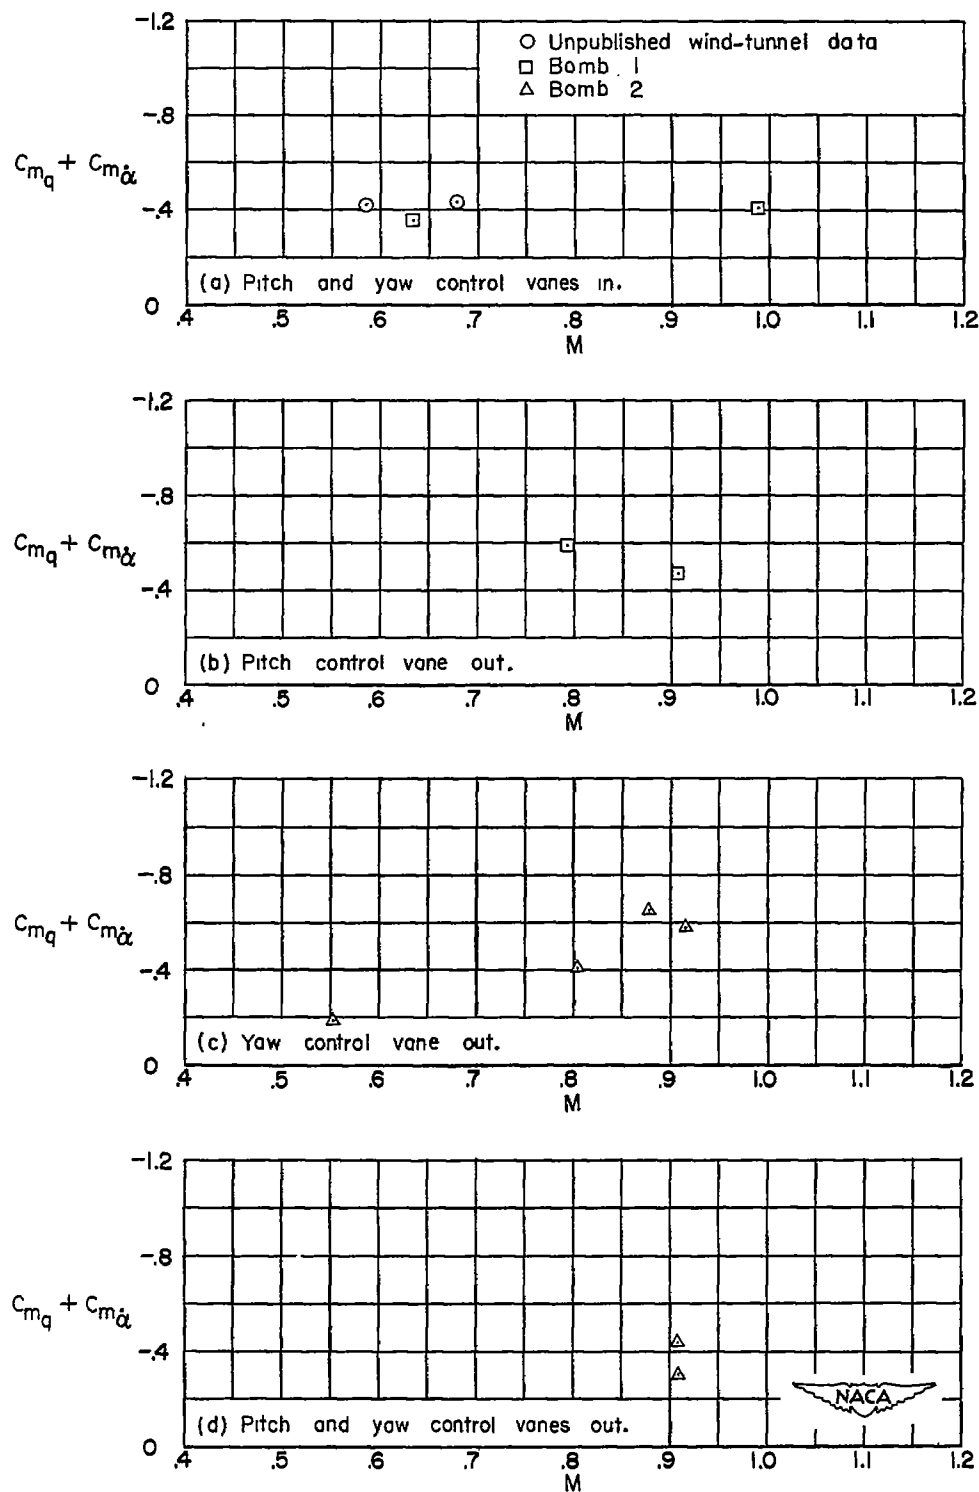 -1.2
○ Unpublished wind-tunnel data
□ Bomb 1
△ Bomb 2
-.8
Cmq + Cmα̇
-.4
(a) Pitch and yaw control vanes in.
0
.4 .5 .6 .7 .8 .9 1.0 1.1 1.2
M
-1.2
-.8
Cmq + Cmα̇
-.4
(b) Pitch control vane out.
0
.4 .5 .6 .7 .8 .9 1.0 1.1 1.2
M
-1.2
-.8
Cmq + Cmα̇
-.4
(c) Yaw control vane out.
0
.4 .5 .6 .7 .8 .9 1.0 1.1 1.2
M
-1.2
-.8
Cmq + Cmα̇
-.4
NACA
(d) Pitch and yaw control vanes out.
0
.4 .5 .6 .7 .8 .9 1.0 1.1 1.2
M